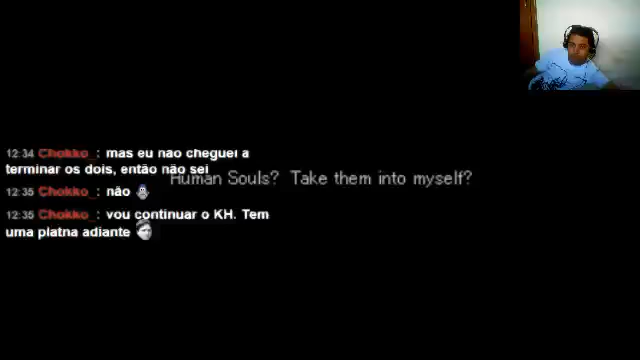 12:34 Chokko_: mas eu nao cheguei a
terminar os dois, então não sei
Human Souls? Take them into myself?
12:35 Chokko_: não
12:35 Chokko_: vou continuar o KH. Tem
uma platna adiante